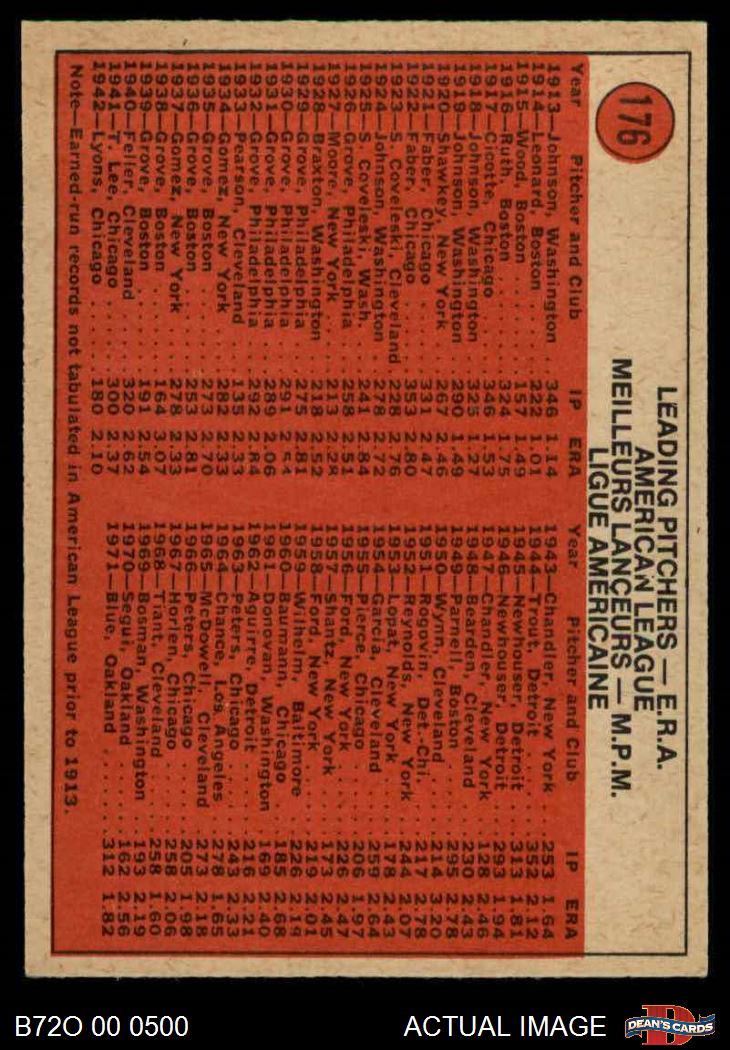 176
LEADING PITCHERS — E.R.A.
AMERICAN LEAGUE
MEILLEURS LANCEURS — M.P.M.
LIGUE AMERICAINE
Year Pitcher and Club IP ERA
1913—Johnson, Washington . . 346 1.14
1914—Leonard, Boston . . . . . 222 1.01
1915—Wood, Boston . . . . . . . 157 1.49
1916—Ruth, Boston . . . . . . . . 324 1.75
1917—Cicotte, Chicago . . . . . . 346 1.53
1918—Johnson, Washington . . 325 1.27
1919—Johnson, Washington . . 290 1.49
1920—Shawkey, New York . . . . 267 2.46
1921—Faber, Chicago . . . . . . . 331 2.47
1922—Faber, Chicago . . . . . . . 353 2.80
1923—S. Coveleski, Cleveland . 228 2.76
1924—Johnson, Washington . . 278 2.72
1925—S. Coveleski, Wash. . . . 241 2.84
1926—Grove, Philadelphia . . . . 258 2.51
1927—Moore, New York . . . . . 213 2.28
1928—Braxton, Washington . . . 218 2.52
1929—Grove, Philadelphia . . . . 275 2.81
1930—Grove, Philadelphia . . . . 291 2.54
1931—Grove, Philadelphia . . . . 289 2.06
1932—Grove, Philadelphia . . . . 292 2.84
1933—Pearson, Cleveland . . . . 135 2.33
1934—Gomez, New York . . . . . 282 2.33
1935—Grove, Boston . . . . . . . 273 2.70
1936—Grove, Boston . . . . . . . 253 2.81
1937—Gomez, New York . . . . . 278 2.33
1938—Grove, Boston . . . . . . . 164 3.07
1939—Grove, Boston . . . . . . . 191 2.54
1940—Feller, Cleveland . . . . . . 320 2.62
1941—T. Lee, Chicago . . . . . . 300 2.37
1942—Lyons, Chicago . . . . . . . 180 2.10
Year Pitcher and Club IP ERA
1943—Chandler, New York . . . 253 1.64
1944—Trout, Detroit . . . . . . . . 352 2.12
1945—Newhouser, Detroit . . . . 313 1.81
1946—Newhouser, Detroit . . . . 293 1.94
1947—Chandler, New York . . . 128 2.46
1948—Bearden, Cleveland . . . . 230 2.43
1949—Parnell, Boston . . . . . . . 295 2.78
1950—Wynn, Cleveland . . . . . . 214 3.20
1951—Rogovin, Det.-Chi. . . . . . 217 2.78
1952—Reynolds, New York . . . 244 2.07
1953—Lopat, New York . . . . . . 178 2.43
1954—Garcia, Cleveland . . . . . 259 2.64
1955—Pierce, Chicago . . . . . . . 206 1.97
1956—Ford, New York . . . . . . . 226 2.47
1957—Shantz, New York . . . . . 173 2.45
1958—Ford, New York . . . . . . . 219 2.01
1959—Wilhelm, Baltimore . . . . 226 2.19
1960—Baumann, Chicago . . . . 185 2.68
1961—Donovan, Washington . . 169 2.40
1962—Aguirre, Detroit . . . . . . . 216 2.21
1963—Peters, Chicago . . . . . . . 243 2.33
1964—Chance, Los Angeles . . . 278 1.65
1965—McDowell, Cleveland . . . 273 2.18
1966—Peters, Chicago . . . . . . . 205 1.98
1967—Horlen, Chicago . . . . . . 258 2.06
1968—Tiant, Cleveland . . . . . . 258 1.60
1969—Bosman, Washington . . . 193 2.19
1970—Segui, Oakland . . . . . . . 162 2.56
1971—Blue, Oakland . . . . . . . . 312 1.82
Note—Earned-run records not tabulated in American League prior to 1913.
B72O 00 0500
ACTUAL IMAGE
D
DEAN'S CARDS